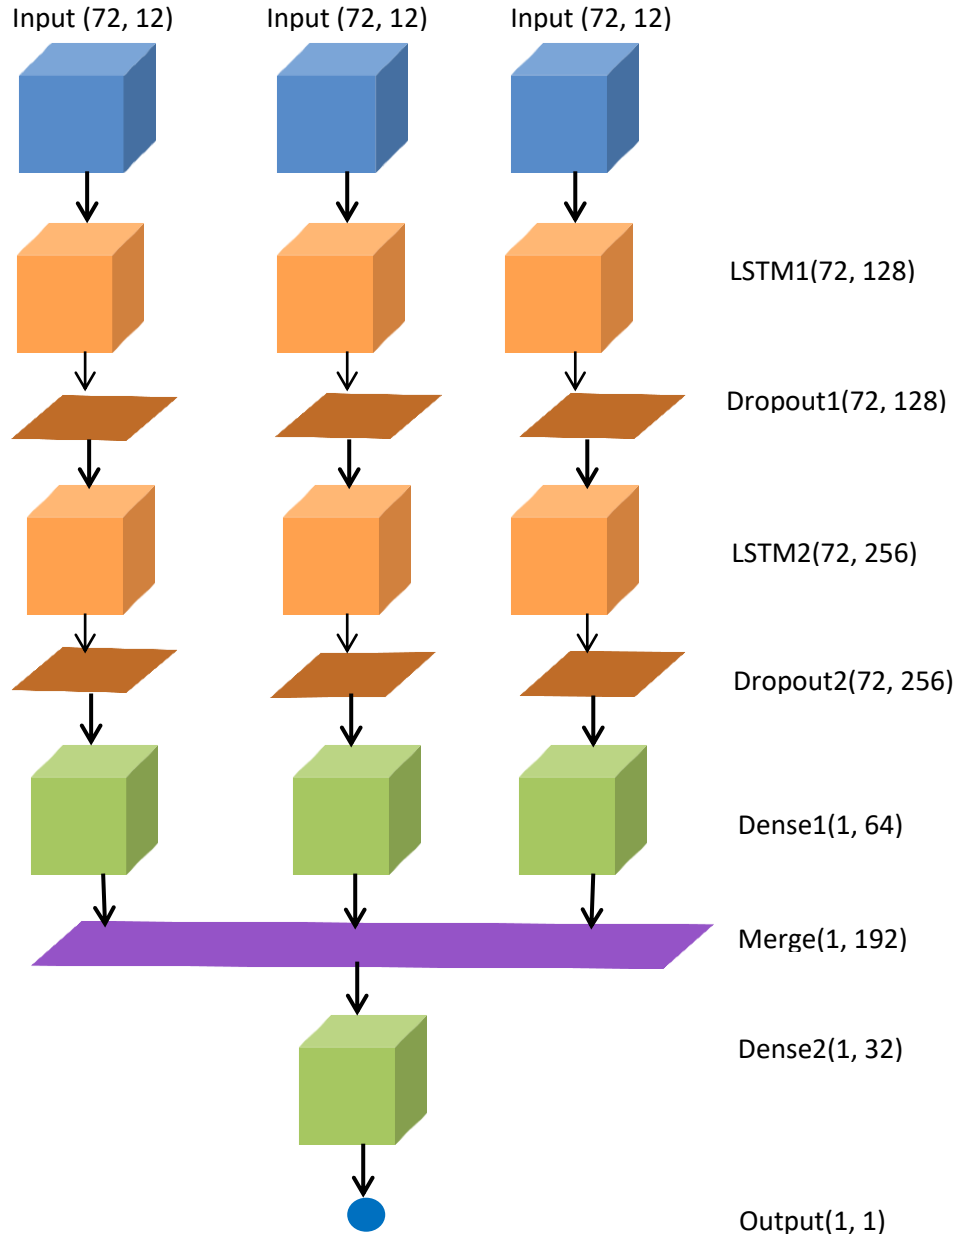 Input (72, 12) Input (72, 12) Input (72, 12)
LSTM1(72, 128)
Dropout1(72, 128)
LSTM2(72, 256)
Dropout2(72, 256)
Dense1(1, 64)
Merge(1, 192)
Dense2(1, 32)
Output(1, 1)